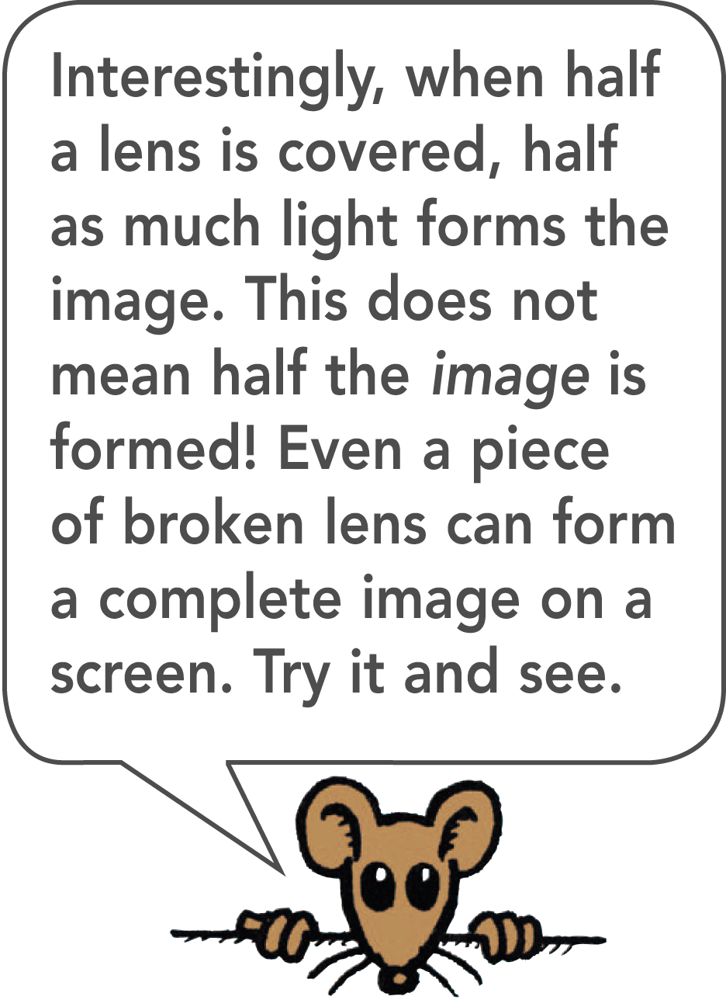 Interestingly, when half
a lens is covered, half
as much light forms the
image. This does not
mean half the image is
formed! Even a piece
of broken lens can form
a complete image on a
screen. Try it and see.